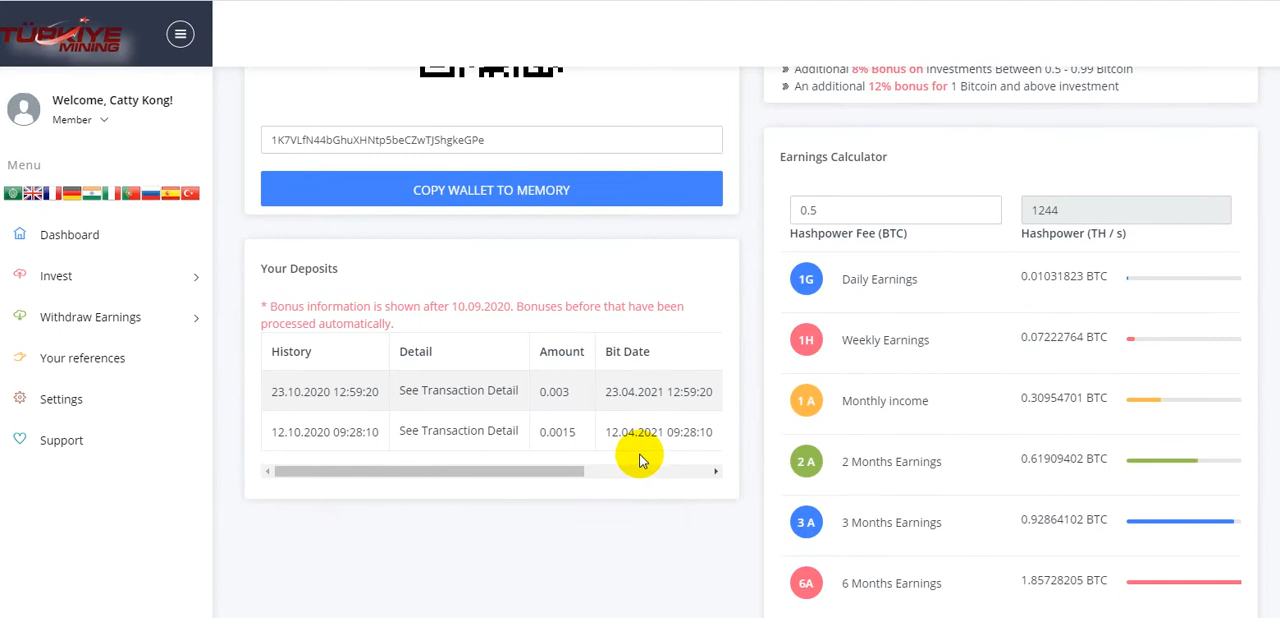 TÜRKİYE
MINING
Welcome, Catty Kong!
Member
Menu
Dashboard
Invest
Withdraw Earnings
Your references
Settings
Support
1K7VLfN44bGhuXHNtp5beCZwTJShgkeGPe
COPY WALLET TO MEMORY
Your Deposits
* Bonus information is shown after 10.09.2020. Bonuses before that have been
processed automatically.
History Detail Amount Bit Date
23.10.2020 12:59:20 See Transaction Detail 0.003 23.04.2021 12:59:20
12.10.2020 09:28:10 See Transaction Detail 0.0015 12.04.2021 09:28:10
» Additional 8% Bonus on Investments Between 0.5 - 0.99 Bitcoin
» An additional 12% bonus for 1 Bitcoin and above investment
Earnings Calculator
0.5 1244
Hashpower Fee (BTC) Hashpower (TH / s)
1G Daily Earnings 0.01031823 BTC
1H Weekly Earnings 0.07222764 BTC
1 A Monthly income 0.30954701 BTC
2 A 2 Months Earnings 0.61909402 BTC
3 A 3 Months Earnings 0.92864102 BTC
6A 6 Months Earnings 1.85728205 BTC